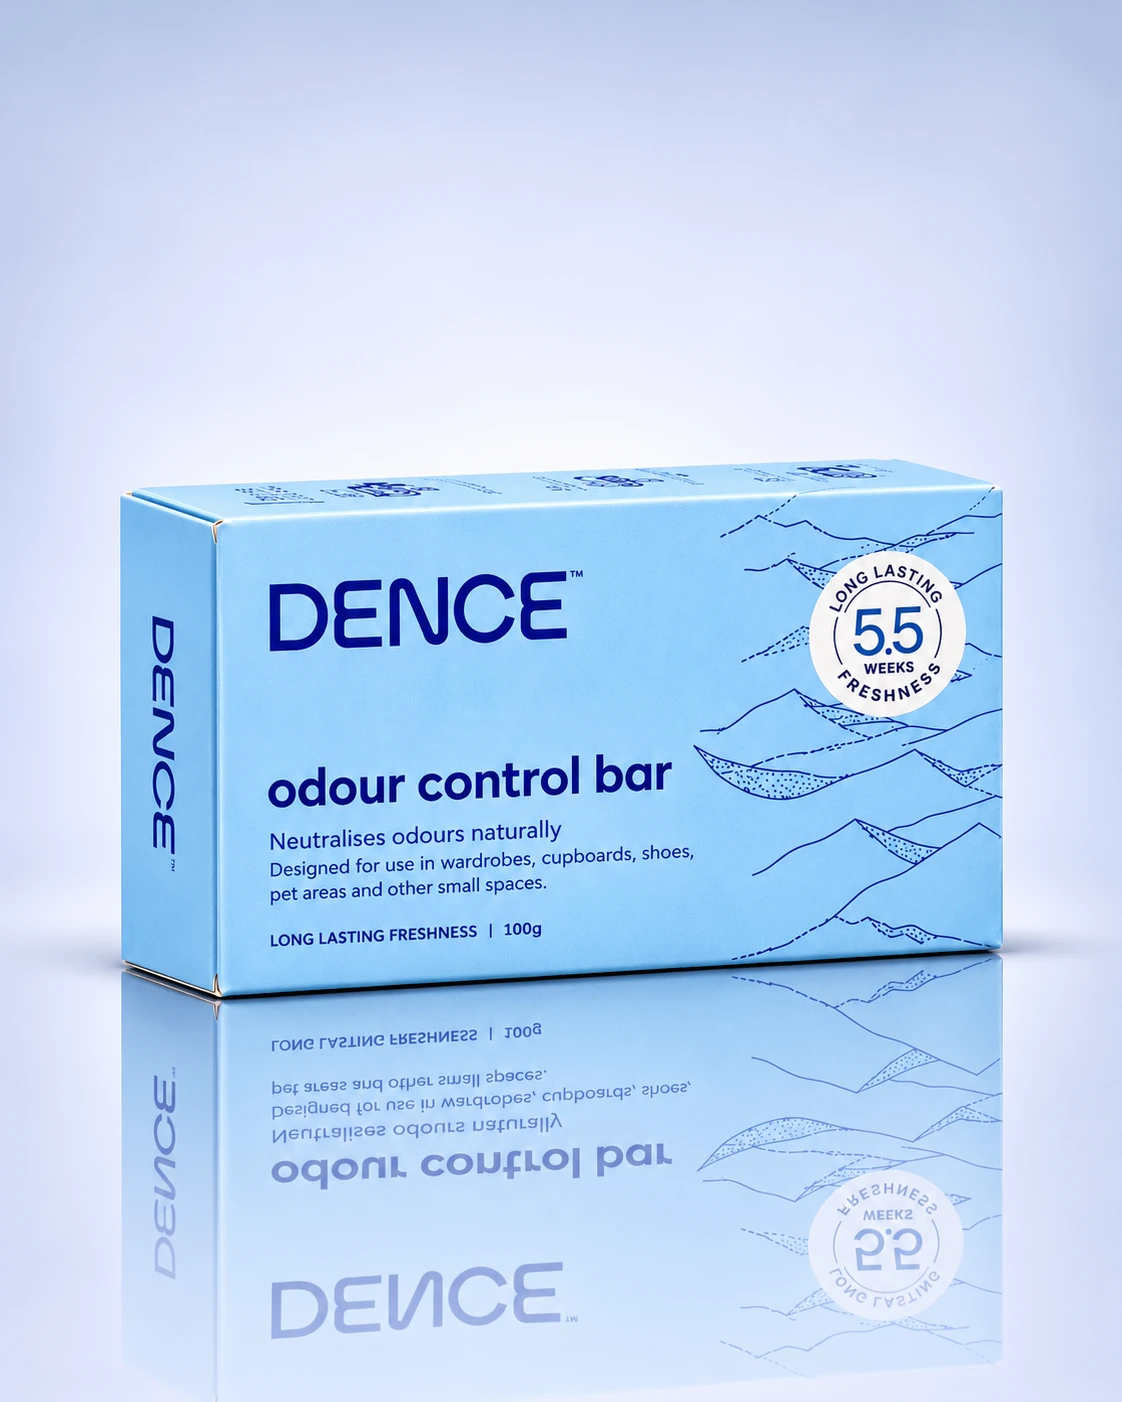 DENCE™
LONG LASTING
5.5
WEEKS
FRESHNESS
odour control bar
Neutralises odours naturally
Designed for use in wardrobes, cupboards, shoes,
pet areas and other small spaces.
LONG LASTING FRESHNESS | 100g
DENCE™